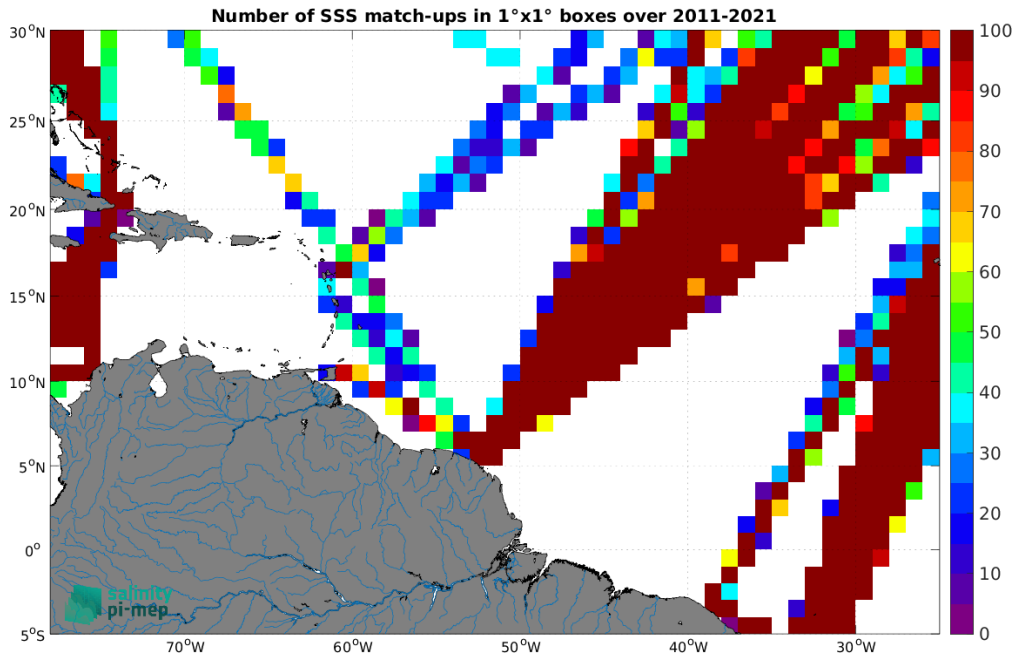 Number of SSS match-ups in 1°x1° boxes over 2011-2021
30°N
25°N
20°N
15°N
10°N
5°N
0°
5°S
70°W
60°W
50°W
40°W
30°W
100
90
80
70
60
50
40
30
20
10
0
salinity
pi-mep